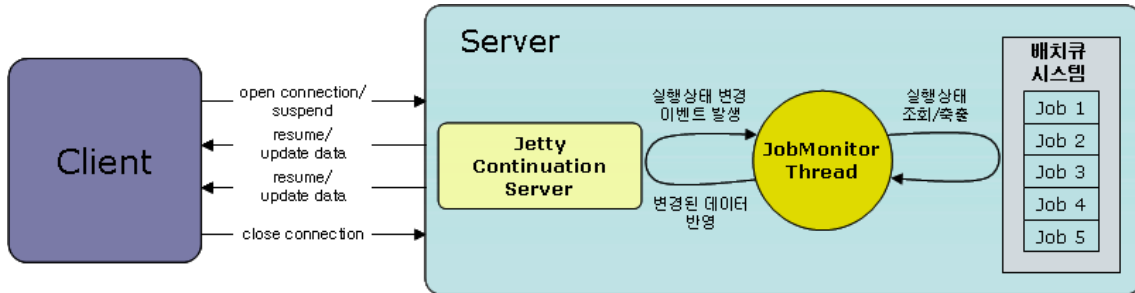 Server
배치큐
시스템
Client
open connection/
suspend
resume/
update data
resume/
update data
close connection
Jetty
Continuation
Server
실행상태 변경
이벤트 발생
변경된 데이터
반영
JobMonitor
Thread
실행상태
조회/축출
Job 1
Job 2
Job 3
Job 4
Job 5